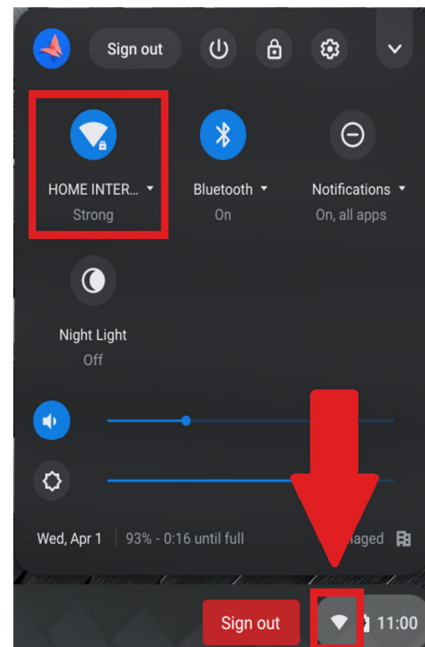 Sign out
HOME INTER... Bluetooth Notifications
Strong On On, all apps
Night Light
Off
Wed, Apr 1 93% - 0:16 until full aged
Sign out 11:00